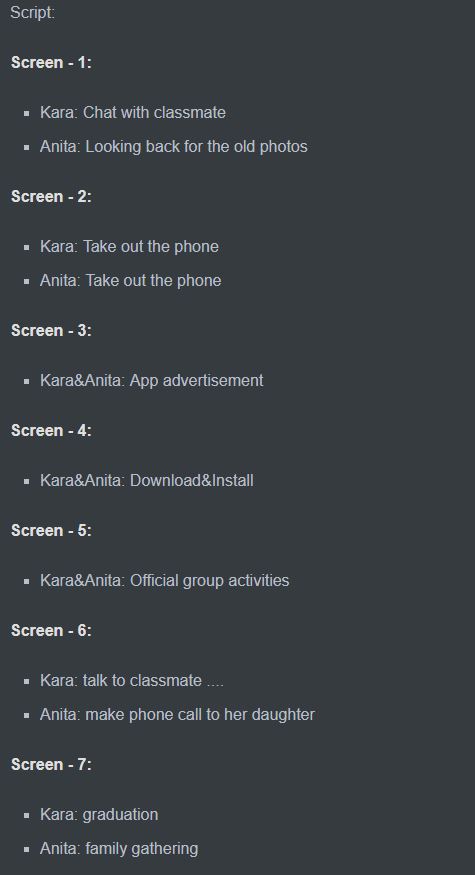 Script:
Screen - 1:
Kara: Chat with classmate
Anita: Looking back for the old photos
Screen - 2:
Kara: Take out the phone
Anita: Take out the phone
Screen - 3:
Kara&Anita: App advertisement
Screen - 4:
Kara&Anita: Download&Install
Screen - 5:
Kara&Anita: Official group activities
Screen - 6:
Kara: talk to classmate ....
Anita: make phone call to her daughter
Screen - 7:
Kara: graduation
Anita: family gathering